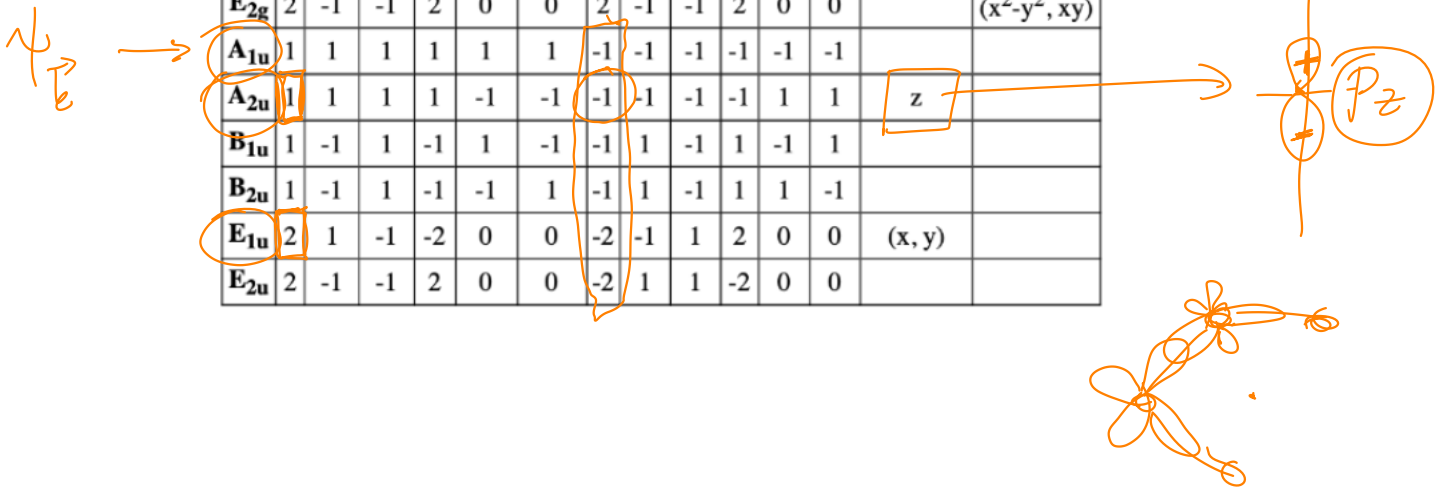 E2g 2 -1 -1 2 0 0 2 -1 -1 2 0 0 (x²-y², xy)
A1u 1 1 1 1 1 1 -1 -1 -1 -1 -1 -1
A2u 1 1 1 1 -1 -1 -1 -1 -1 -1 1 1 z
B1u 1 -1 1 -1 1 -1 -1 1 -1 1 -1 1
B2u 1 -1 1 -1 -1 1 -1 1 -1 1 1 -1
E1u 2 1 -1 -2 0 0 -2 -1 1 2 0 0 (x, y)
E2u 2 -1 -1 2 0 0 -2 1 1 -2 0 0
ψ
+
Pz